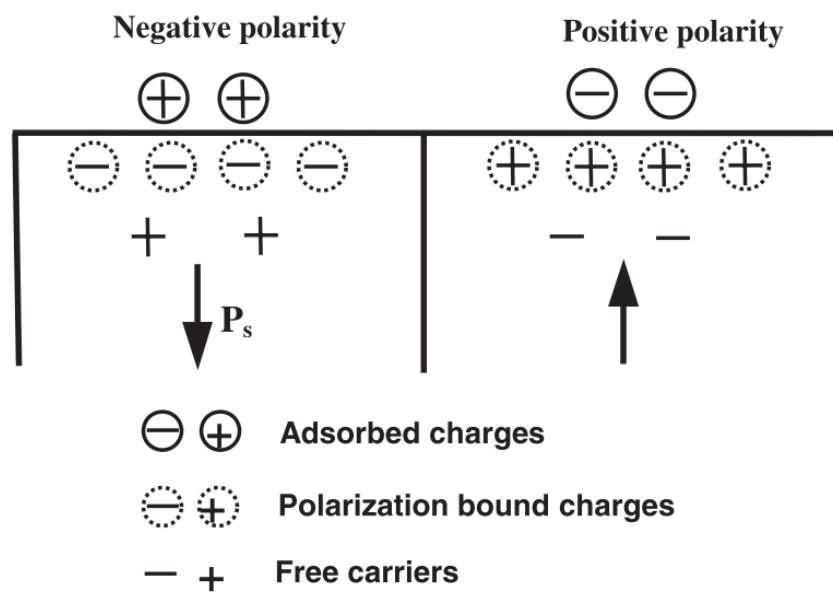 Negative polarity
Positive polarity
Ps
Adsorbed charges
Polarization bound charges
Free carriers